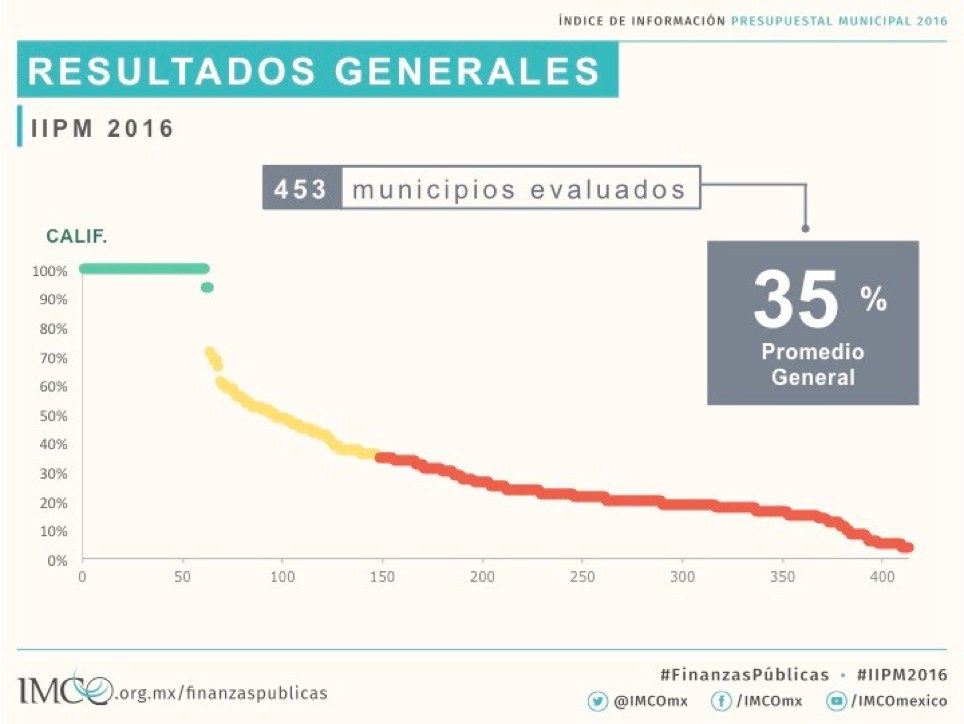 ÍNDICE DE INFORMACIÓN PRESUPUESTAL MUNICIPAL 2016
RESULTADOS GENERALES
IIPM 2016
453 municipios evaluados
35 %
Promedio
General
CALIF.
100%
90%
80%
70%
60%
50%
40%
30%
20%
10%
0%
0 50 100 150 200 250 300 350 400
IMCO.org.mx/finanzaspublicas
#FinanzasPúblicas • #IIPM2016
@IMCOmx f /IMCOmx /IMCOmexico